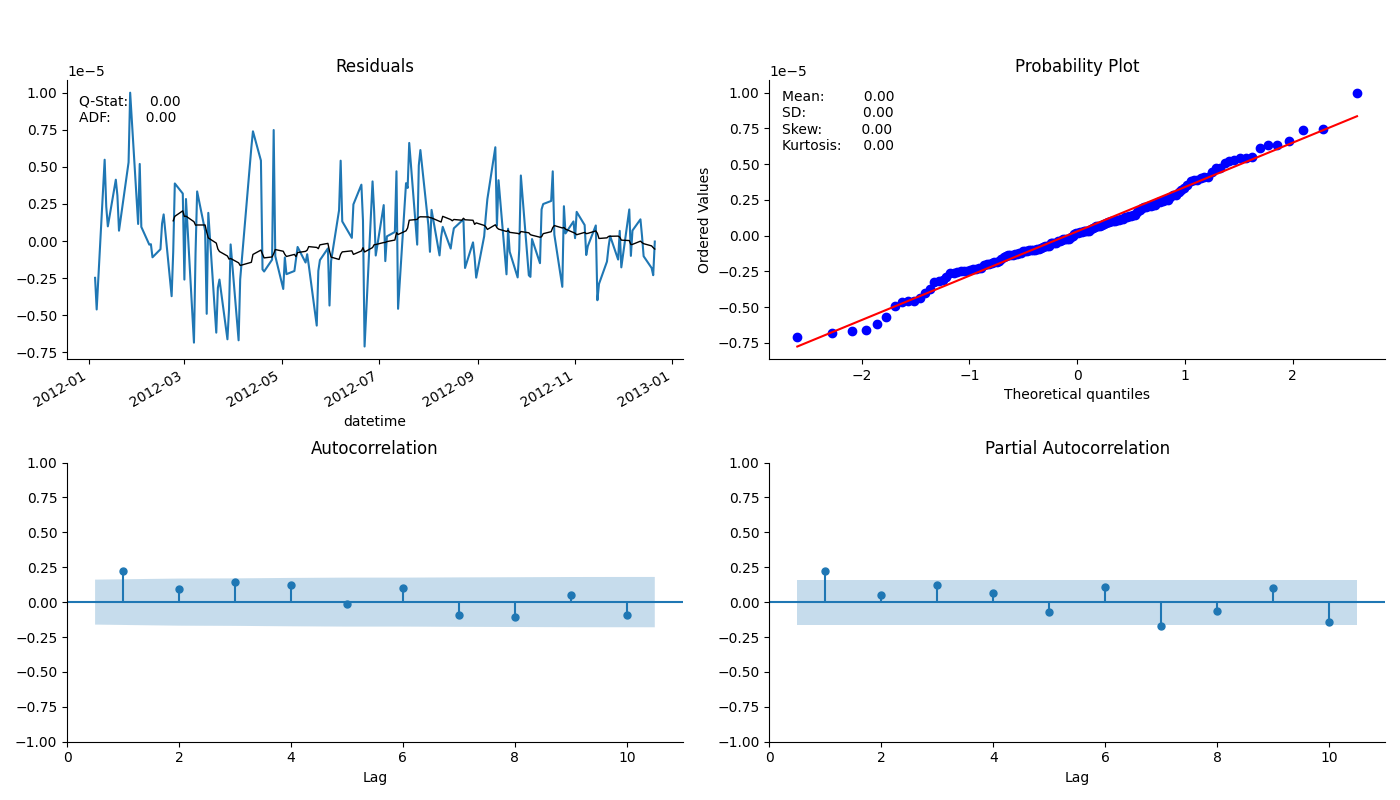 Residuals
1e−5
Q-Stat: 0.00
ADF: 0.00
1.00
0.75
0.50
0.25
0.00
−0.25
−0.50
−0.75
2012-01
2012-03
2012-05
2012-07
2012-09
2012-11
2013-01
datetime
Probability Plot
1e−5
Mean: 0.00
SD: 0.00
Skew: 0.00
Kurtosis: 0.00
Ordered Values
1.00
0.75
0.50
0.25
0.00
−0.25
−0.50
−0.75
−2 −1 0 1 2
Theoretical quantiles
Autocorrelation
1.00
0.75
0.50
0.25
0.00
−0.25
−0.50
−0.75
−1.00
0 2 4 6 8 10
Lag
Partial Autocorrelation
1.00
0.75
0.50
0.25
0.00
−0.25
−0.50
−0.75
−1.00
0 2 4 6 8 10
Lag